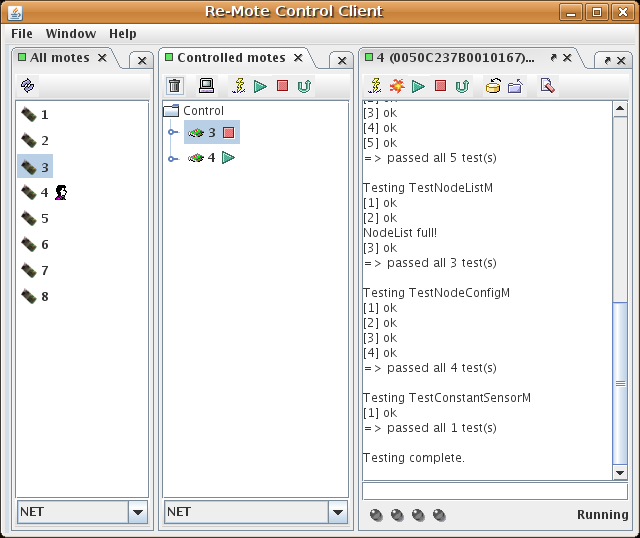 Re-Mote Control Client
File Window Help
All motes
1
2
3
4
5
6
7
8
NET
Controlled motes
Control
3
4
NET
4 (0050C237B0010167)...
[3] ok
[4] ok
[5] ok
=> passed all 5 test(s)
Testing TestNodeListM
[1] ok
[2] ok
NodeList full!
[3] ok
=> passed all 3 test(s)
Testing TestNodeConfigM
[1] ok
[2] ok
[3] ok
[4] ok
=> passed all 4 test(s)
Testing TestConstantSensorM
[1] ok
=> passed all 1 test(s)
Testing complete.
Running